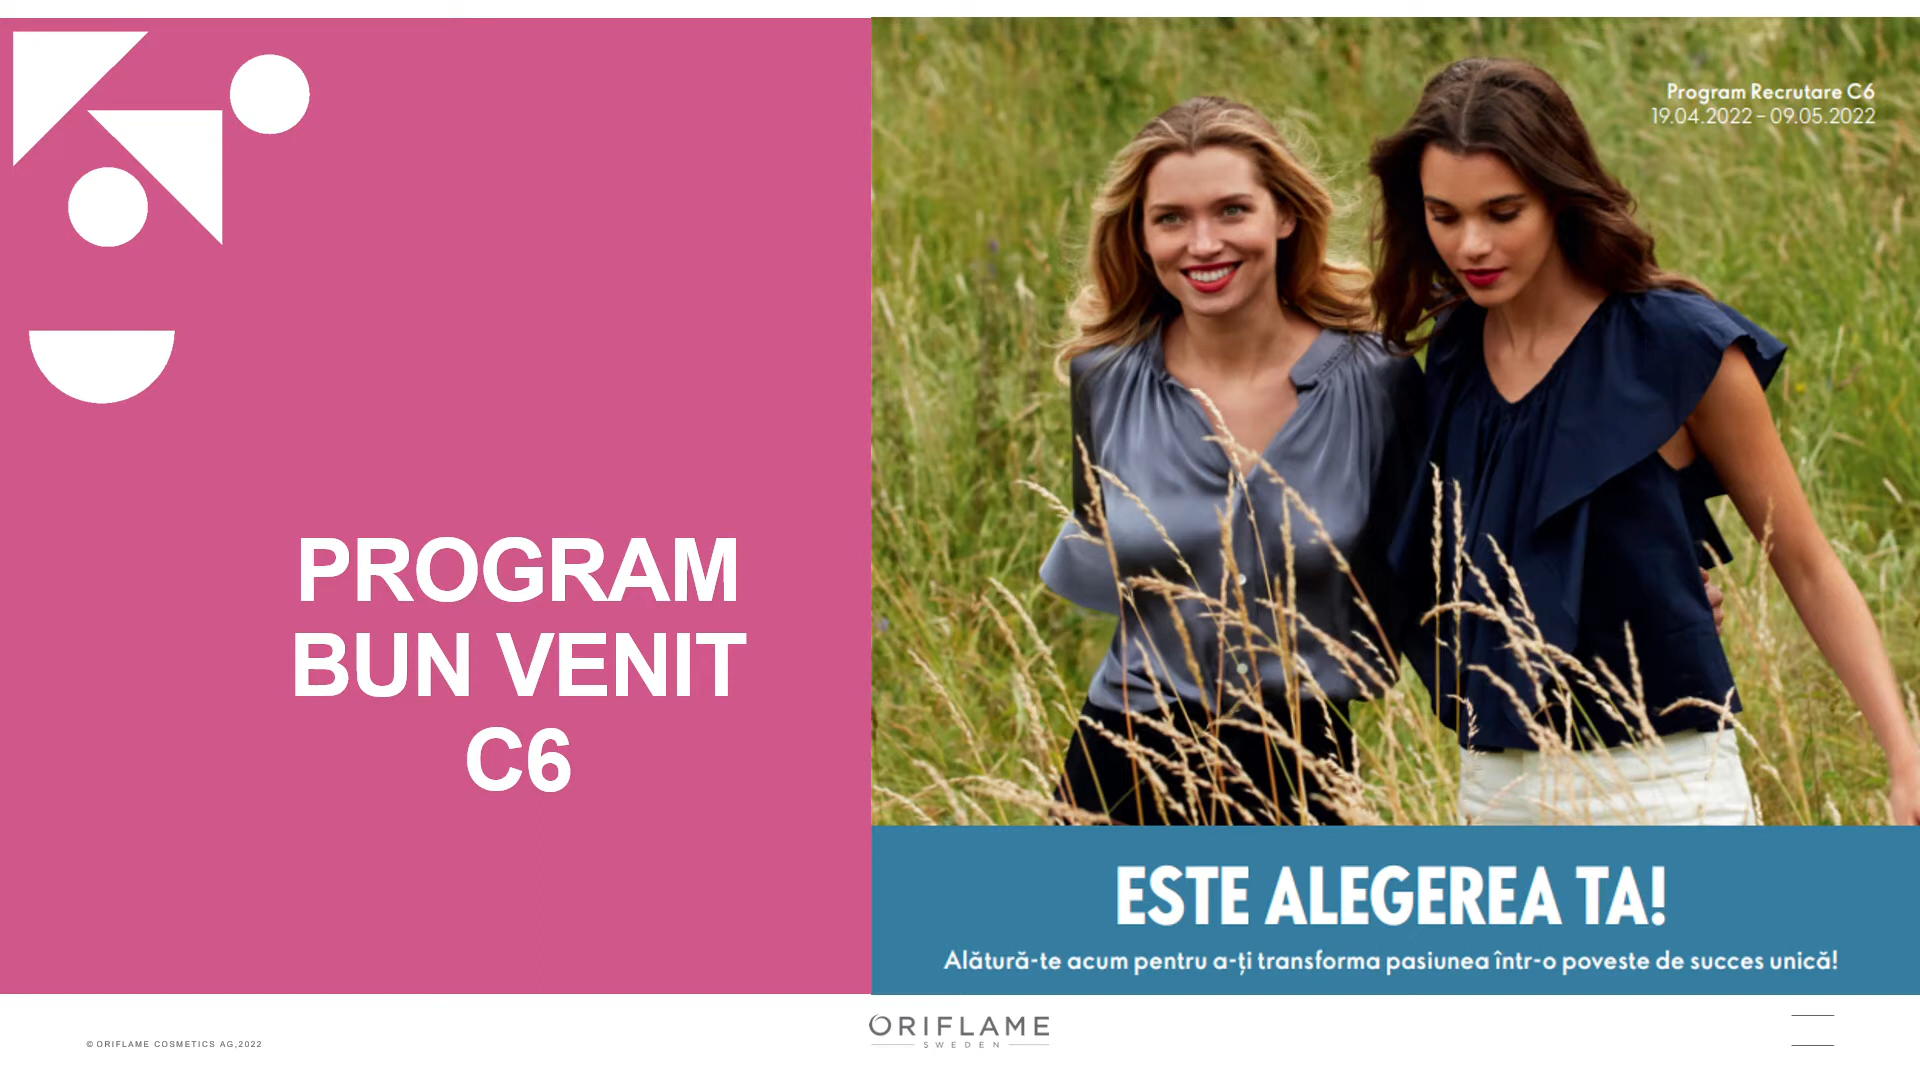 PROGRAM
BUN VENIT
C6
Program Recrutare C6
19.04.2022 – 09.05.2022
ESTE ALEGEREA TA!
Alătură-te acum pentru a-ți transforma pasiunea într-o poveste de succes unică!
© ORIFLAME COSMETICS AG,2022
ORIFLAME
SWEDEN